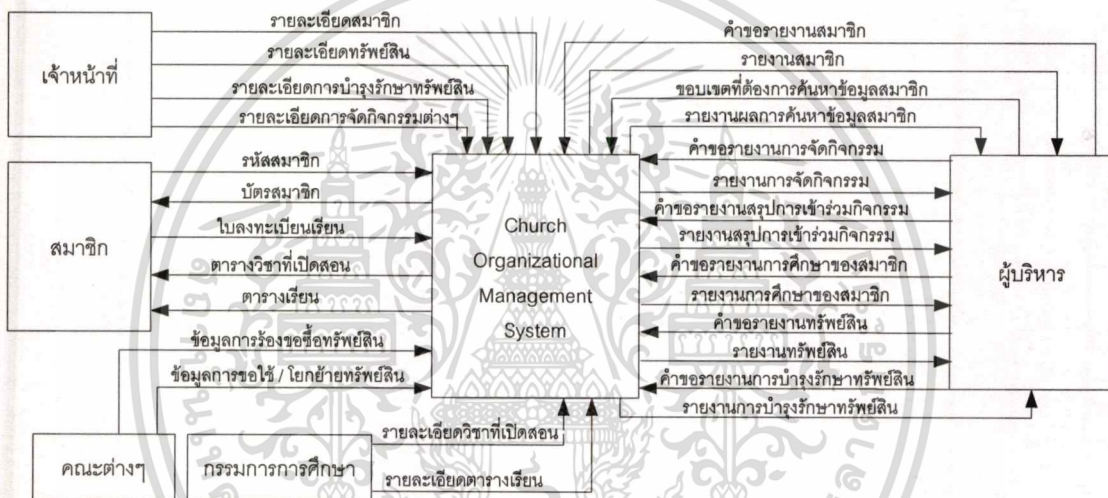 รายละเอียดสมาชิก
รายละเอียดทรัพย์สิน
รายละเอียดการบำรุงรักษาทรัพย์สิน
รายละเอียดการจัดกิจกรรมต่างๆ
เจ้าหน้าที่
คำขอรายงานสมาชิก
รายงานสมาชิก
ขอบเขตที่ต้องการค้นหาข้อมูลสมาชิก
รายงานผลการค้นหาข้อมูลสมาชิก
รหัสสมาชิก
บัตรสมาชิก
ใบลงทะเบียนเรียน
ตารางวิชาที่เปิดสอน
ตารางเรียน
สมาชิก
Church
Organizational
Management
System
คำขอรายงานการจัดกิจกรรม
รายงานการจัดกิจกรรม
คำขอรายงานสรุปการเข้าร่วมกิจกรรม
รายงานสรุปการเข้าร่วมกิจกรรม
คำขอรายงานการศึกษาของสมาชิก
รายงานการศึกษาของสมาชิก
คำขอรายงานทรัพย์สิน
รายงานทรัพย์สิน
คำขอรายงานการบำรุงรักษาทรัพย์สิน
รายงานการบำรุงรักษาทรัพย์สิน
ผู้บริหาร
ข้อมูลการร้องขอซื้อทรัพย์สิน
ข้อมูลการขอใช้ / โยกย้ายทรัพย์สิน
คณะต่างๆ
กรรมการการศึกษา
รายละเอียดวิชาที่เปิดสอน
รายละเอียดตารางเรียน